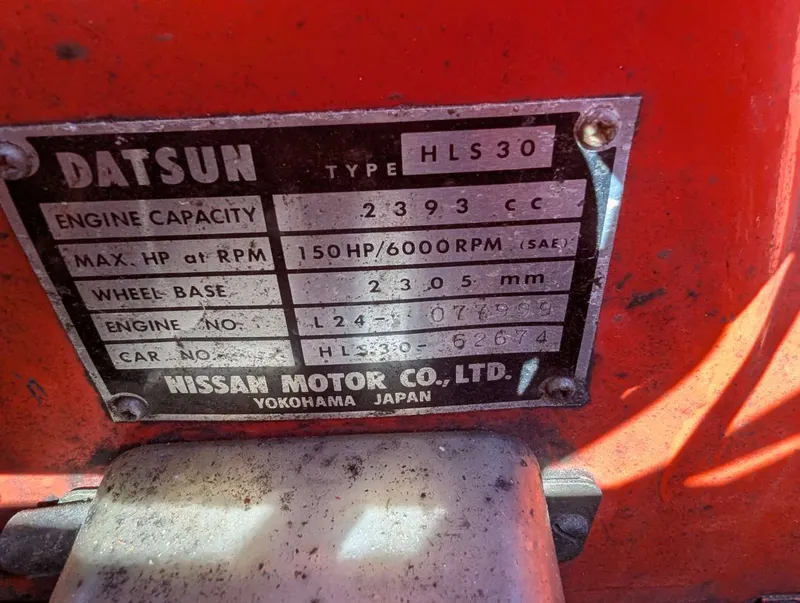 DATSUN TYPE HLS30
ENGINE CAPACITY 2393 cc
MAX. HP at RPM 150HP/6000RPM (SAE)
WHEEL BASE 2305 mm
ENGINE NO. L24-
CAR NO. HLS30- 62674
NISSAN MOTOR CO., LTD.
YOKOHAMA JAPAN